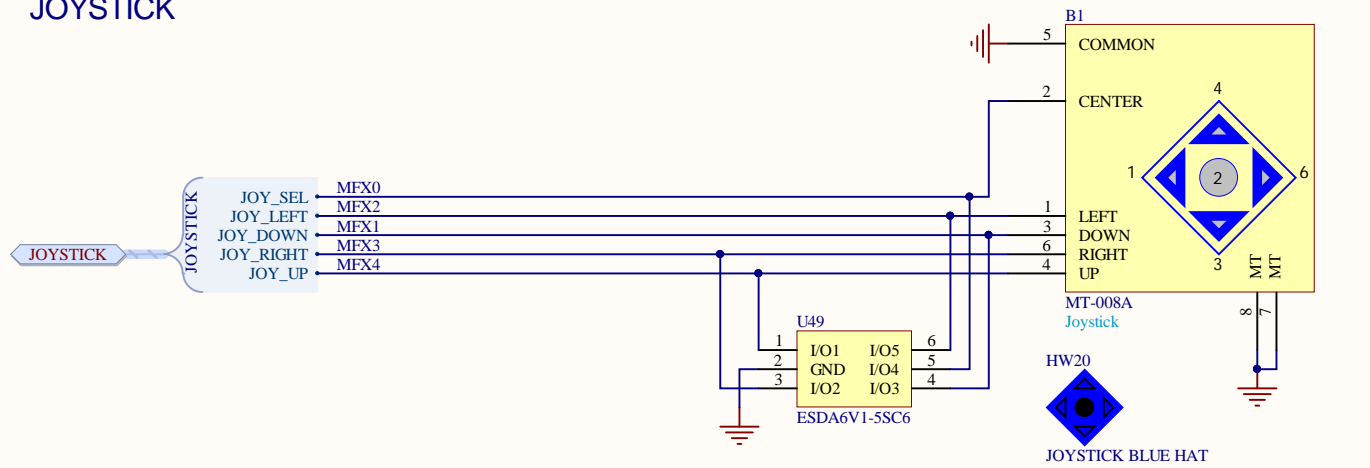 JOYSTICK
B1
5
COMMON
2
CENTER
4
1
2
6
3
JOYSTICK
JOYSTICK
JOY_SEL
MFX0
JOY_LEFT
MFX2
1
LEFT
JOY_DOWN
MFX1
3
DOWN
JOY_RIGHT
MFX3
6
RIGHT
JOY_UP
MFX4
4
UP
MT
MT
8
7
MT-008A
Joystick
U49
1
I/O1
I/O5
6
2
GND
I/O4
5
3
I/O2
I/O3
4
ESDA6V1-5SC6
HW20
JOYSTICK BLUE HAT